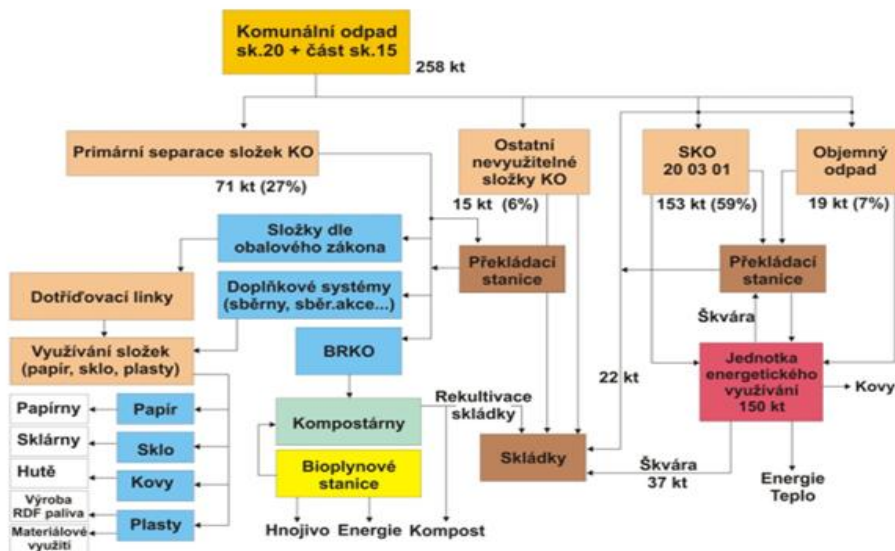 Komunální odpad
sk.20 + část sk.15
258 kt
Primární separace složek KO
71 kt (27%)
Ostatní
nevyužitelné
složky KO
15 kt (6%)
SKO
20 03 01
153 kt (59%)
Objemný
odpad
19 kt (7%)
Složky dle
obalového zákona
Překládací
stanice
Překládací
stanice
Dotříďovací linky
Doplňkové systémy
(sběrny, sběr.akce...)
Škvára
Využívání složek
(papír, sklo, plasty)
BRKO
22 kt
Jednotka
energetického
využívání
150 kt
Kovy
Papírny
Papír
Sklárny
Sklo
Hutě
Kovy
Výroba
RDF paliva
Plasty
Materiálové
využití
Kompostárny
Rekultivace
skládky
Bioplynové
stanice
Skládky
Škvára
37 kt
Energie
Teplo
Hnojivo
Energie
Kompost